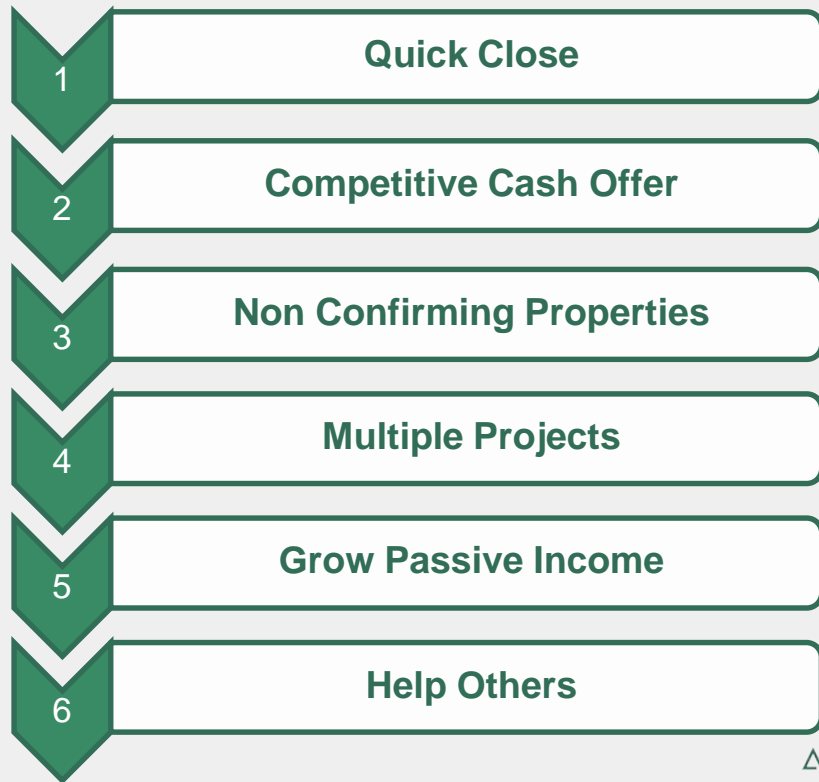 1
Quick Close
2
Competitive Cash Offer
3
Non Confirming Properties
4
Multiple Projects
5
Grow Passive Income
6
Help Others